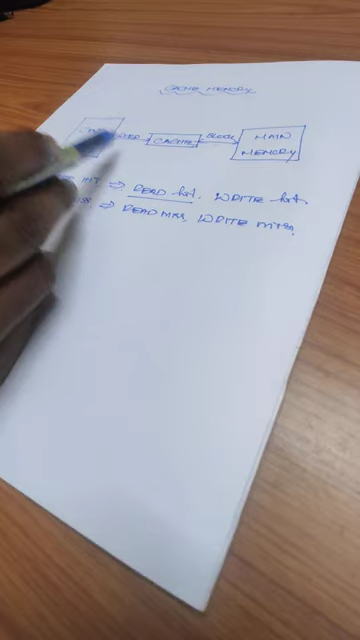 CACHE MEMORY
CACHE BLOCK MAIN MEMORY
HIT ⇒ READ hit, WRITE hit.
⇒ READ miss, WRITE miss.